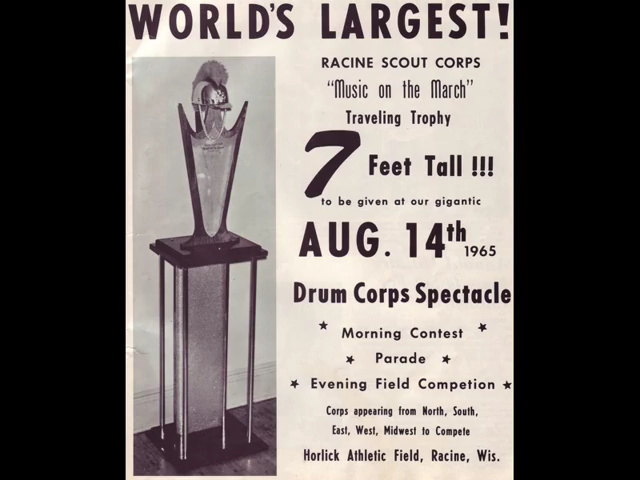 WORLD'S LARGEST!
RACINE SCOUT CORPS
"Music on the March"
Traveling Trophy
7 Feet Tall !!!
to be given at our gigantic
AUG. 14th 1965
Drum Corps Spectacle
★ Morning Contest ★
★ Parade ★
★ Evening Field Competion ★
Corps appearing from North, South,
East, West, Midwest to Compete
Horlick Athletic Field, Racine, Wis.